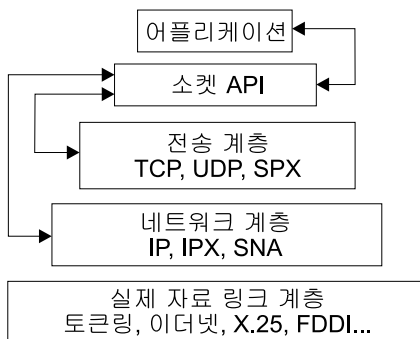 어플리케이션
소켓 API
전송 계층
TCP, UDP, SPX
네트워크 계층
IP, IPX, SNA
실제 자료 링크 계층
토큰링, 이더넷, X.25, FDDI...